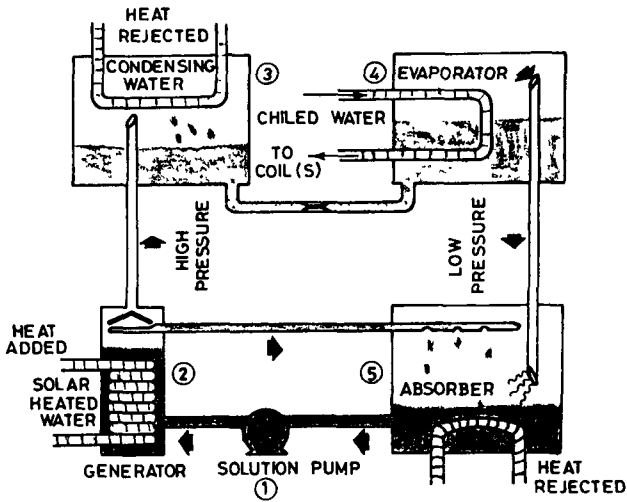 HEAT
REJECTED
CONDENSING
WATER
③
④
EVAPORATOR
CHILED WATER
TO
COIL(S)
HIGH
PRESSURE
LOW
PRESSURE
HEAT
ADDED
SOLAR
HEATED
WATER
②
⑤
ABSORBER
GENERATOR
SOLUTION PUMP
①
HEAT
REJECTED